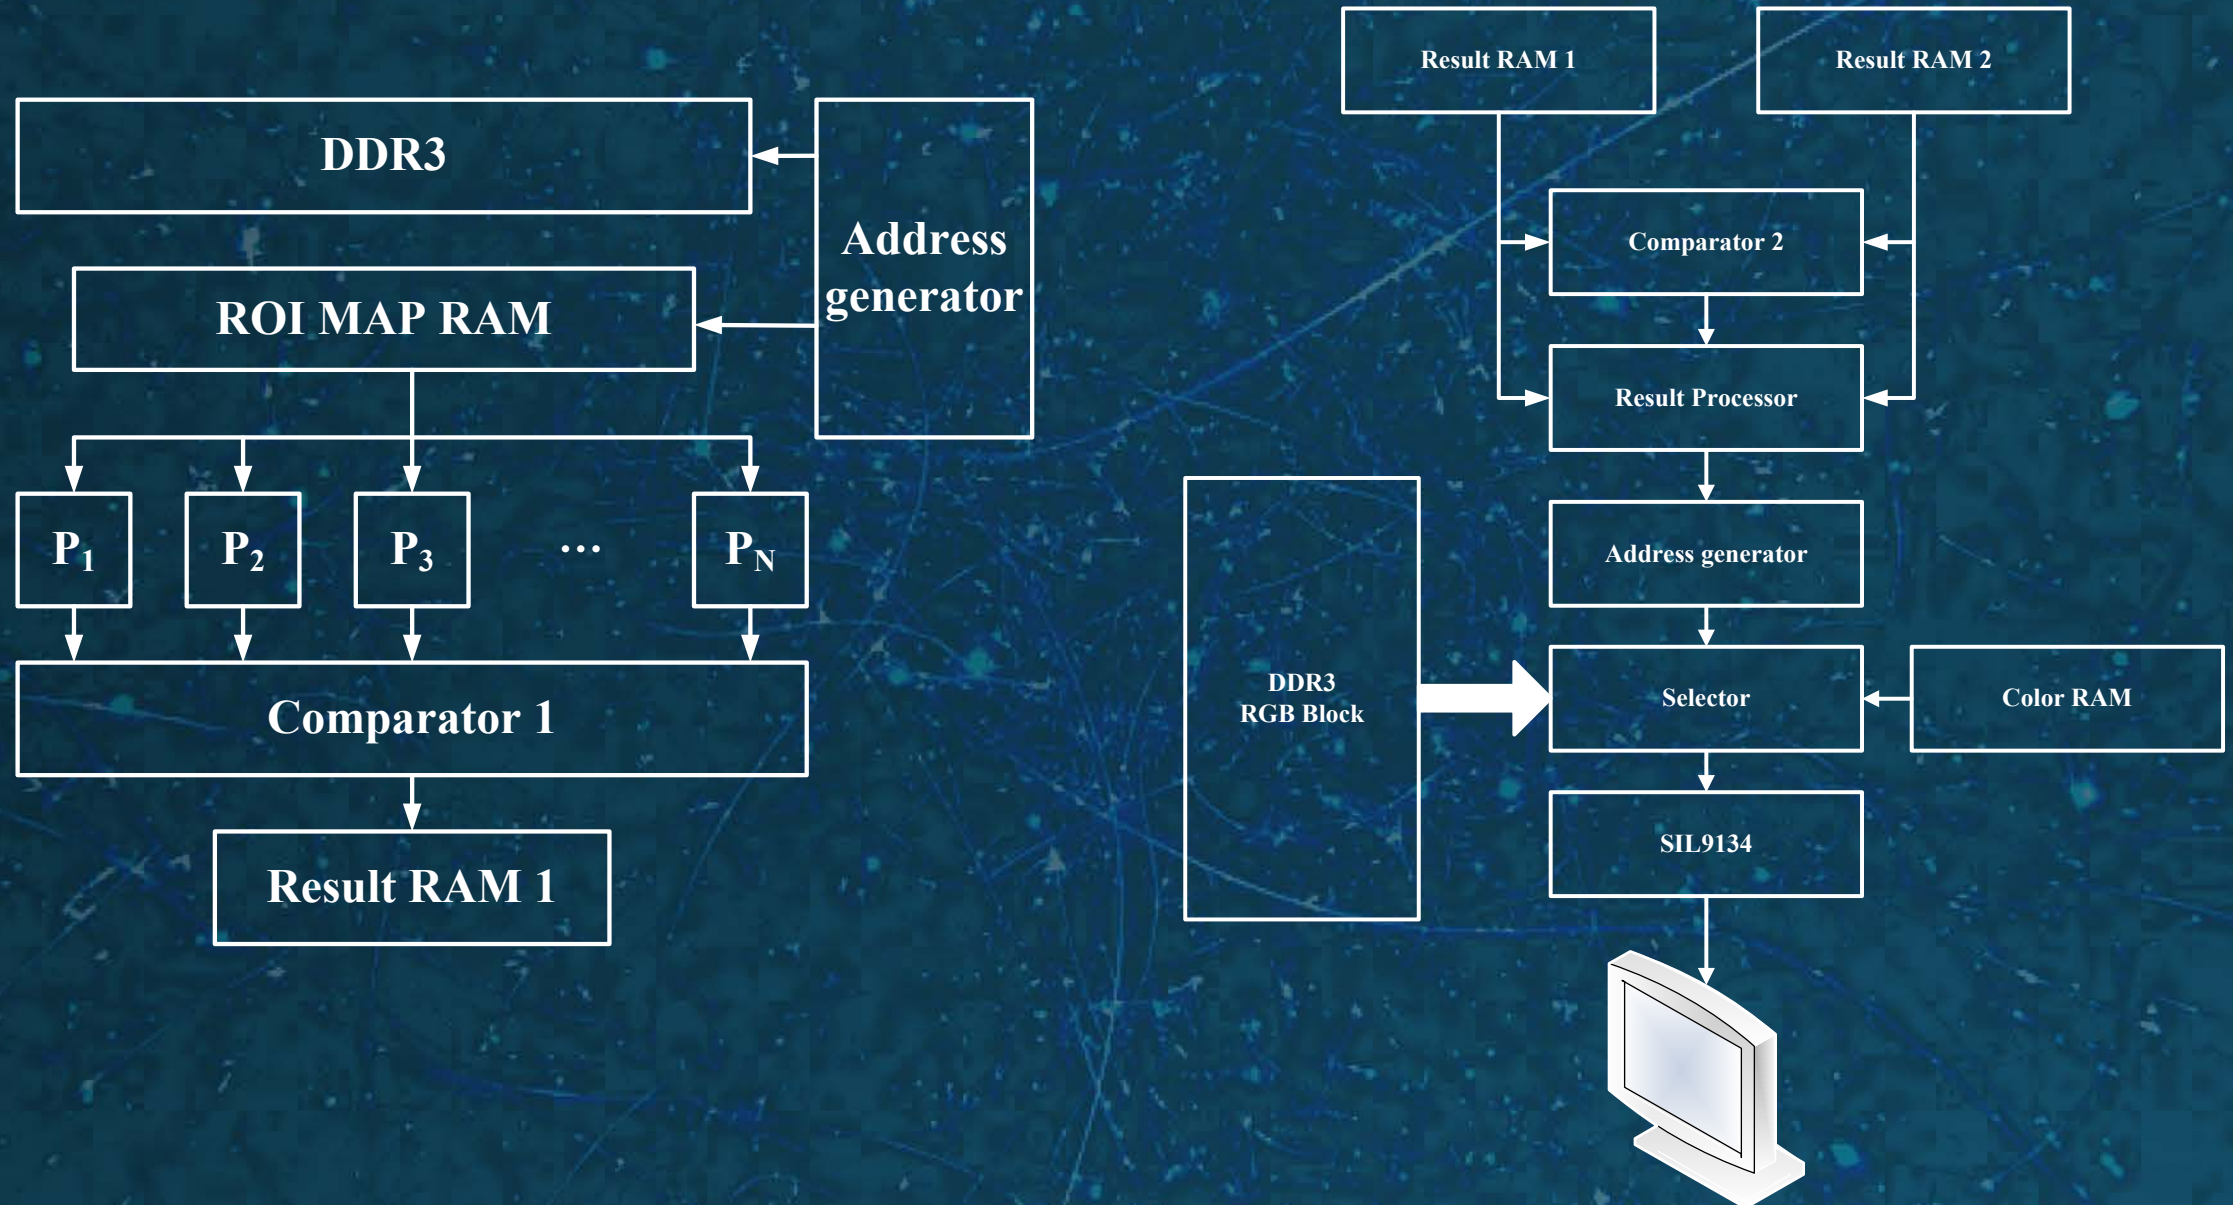 DDR3
Address
generator
ROI MAP RAM
P₁
P₂
P₃
...
P_N
Comparator 1
Result RAM 1
Result RAM 1
Result RAM 2
Comparator 2
Result Processor
Address generator
DDR3
RGB Block
Selector
Color RAM
SIL9134